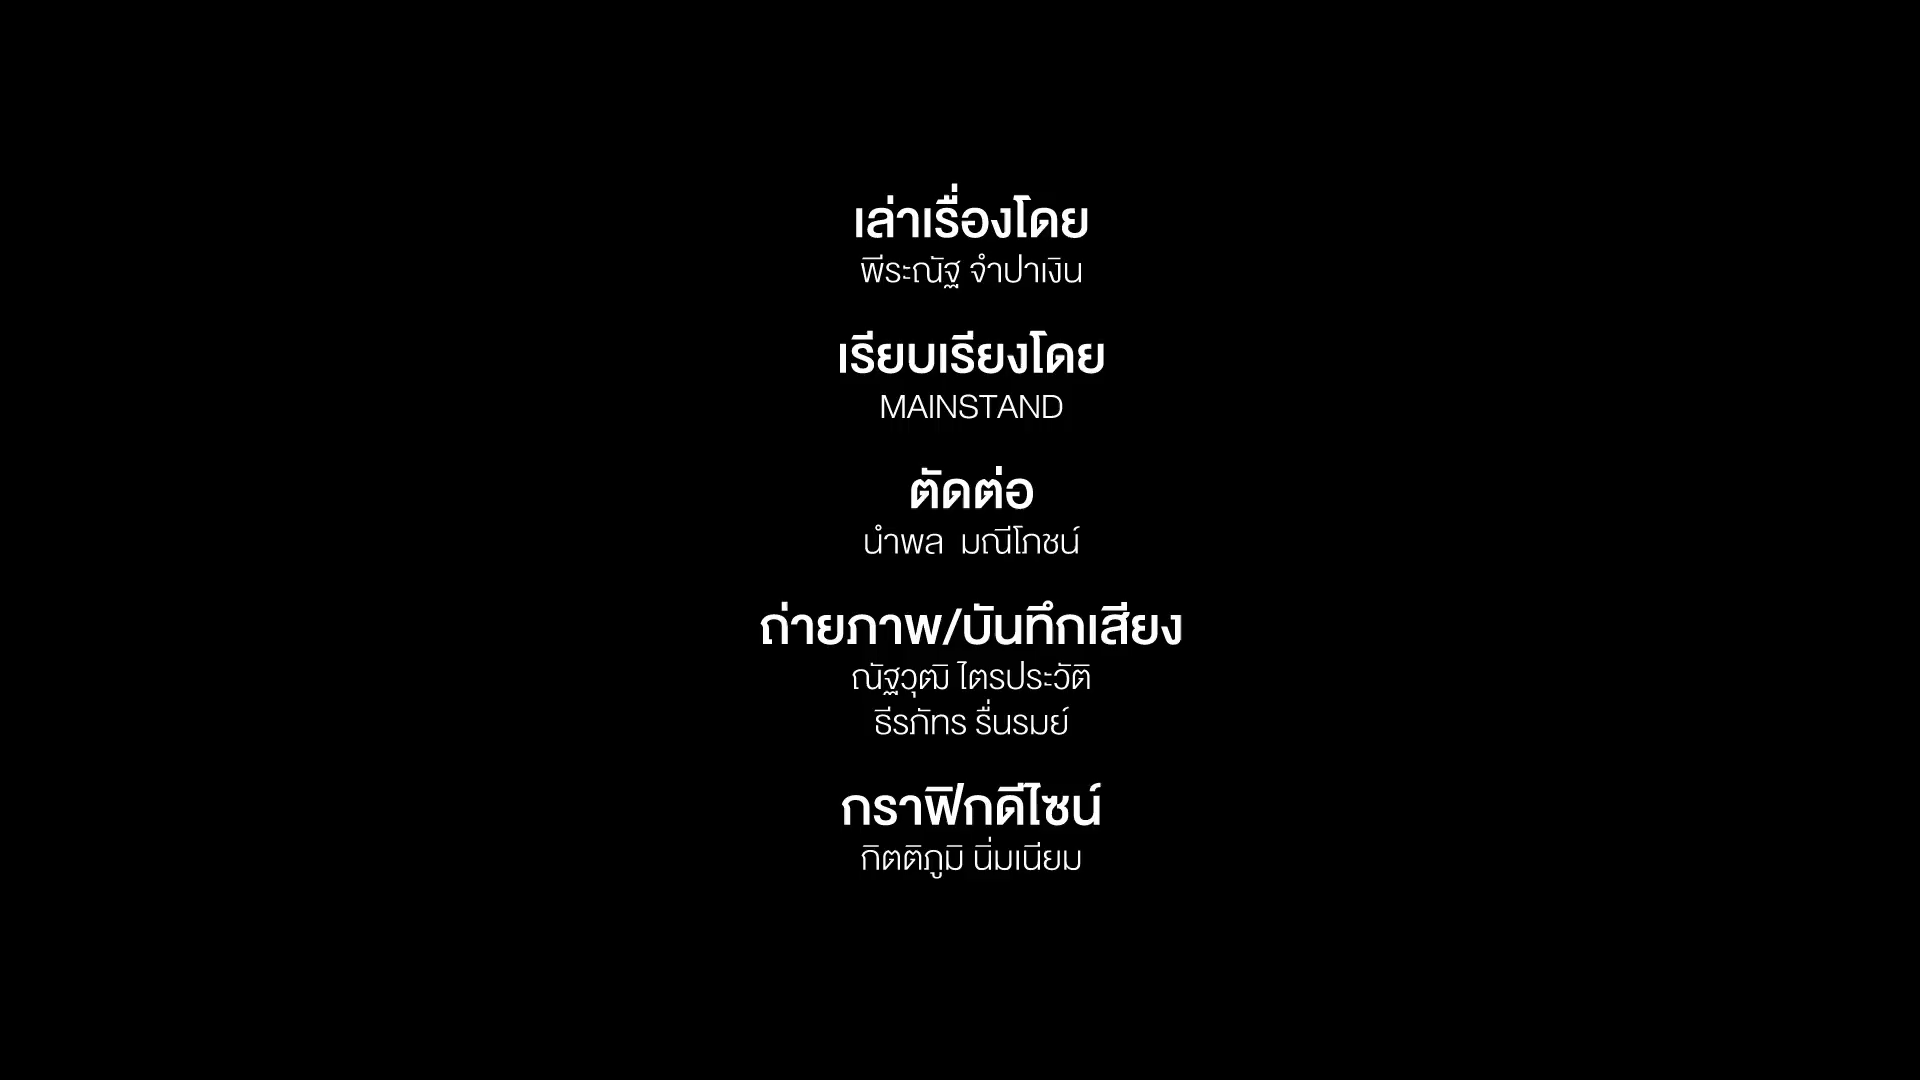 เล่าเรื่องโดย
พีระณัฐ จำปาเงิน
เรียบเรียงโดย
MAINSTAND
ตัดต่อ
นำพล มณีโภชน์
ถ่ายภาพ/บันทึกเสียง
ณัฐวุฒิ ไตรประวัติ
ธีรภัทร รื่นรมย์
กราฟิกดีไซน์
กิตติภูมิ นิ่มเนียม